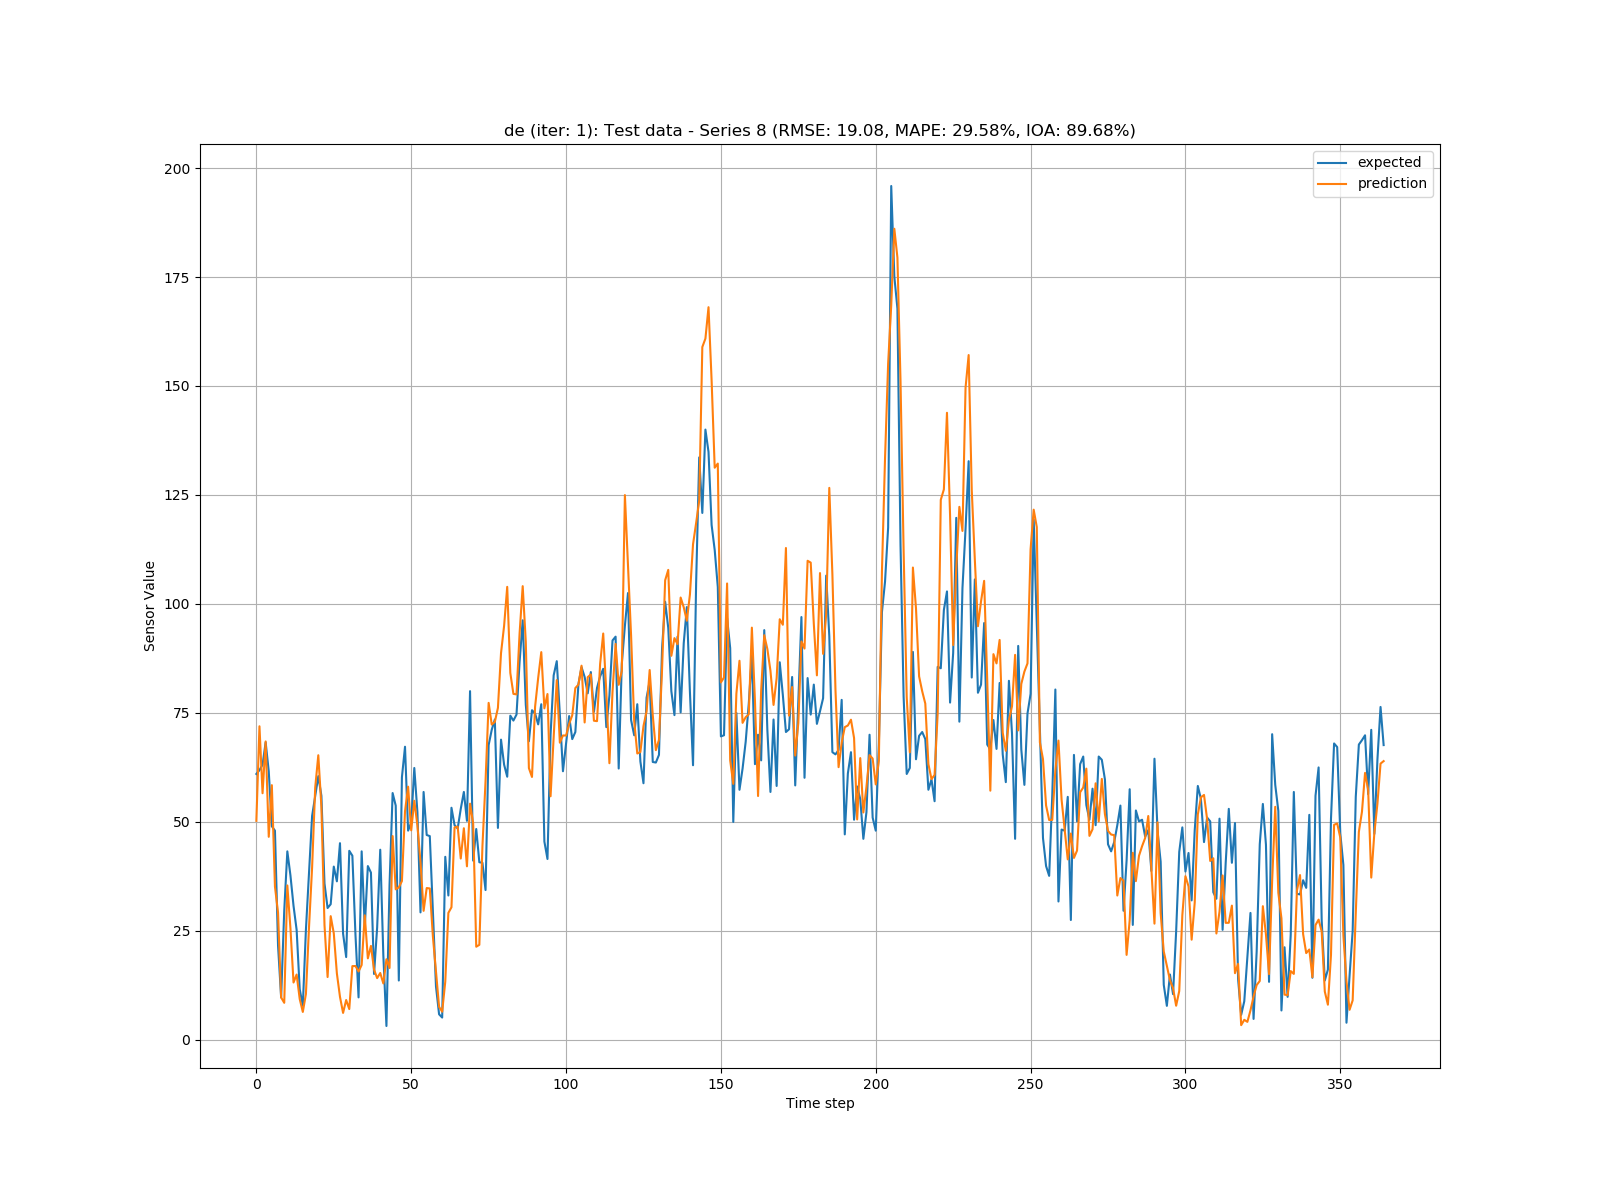 de (iter: 1): Test data - Series 8 (RMSE: 19.08, MAPE: 29.58%, IOA: 89.68%)
expected
prediction
200
175
150
125
100
75
50
25
0
Sensor Value
0 50 100 150 200 250 300 350
Time step